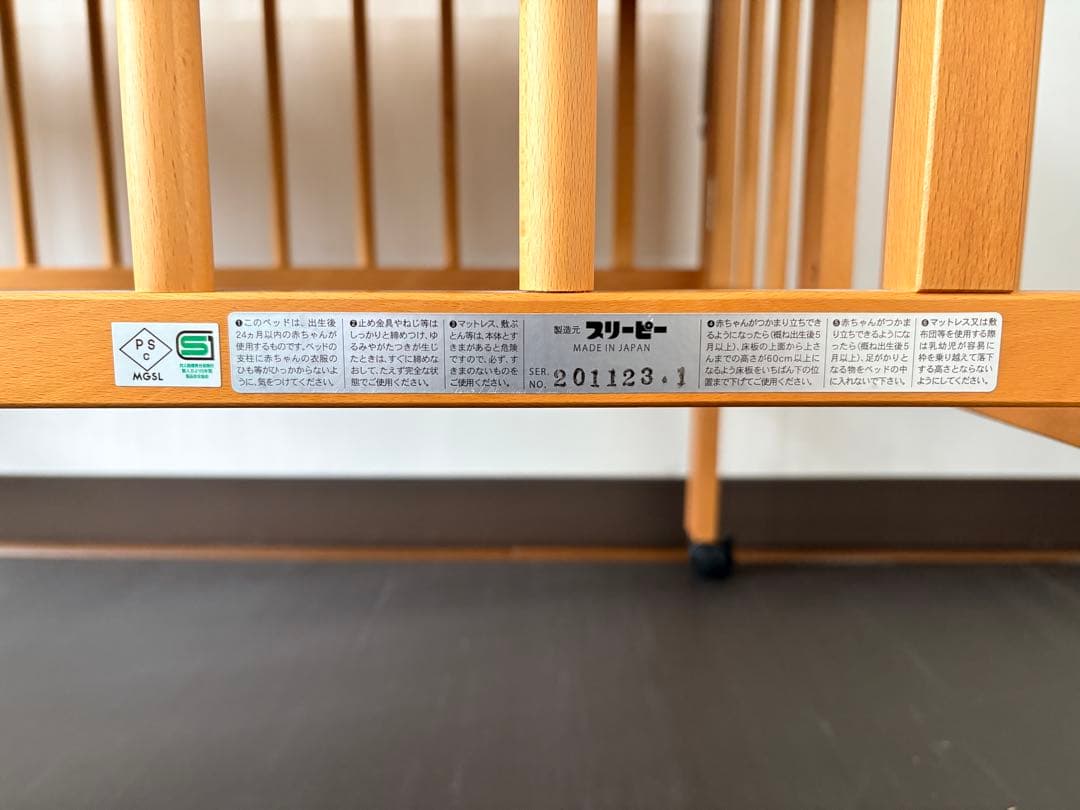 PS
C
MGSL
S
❶このベッドは、出生後
24ヵ月以内の赤ちゃんが
使用するものです。ベッドの
支柱に赤ちゃんの衣服の
ひも等がひっかからないよ
うに、気をつけてください。
❷止め金具やねじ等は
しっかりと締めつけ、ゆ
るみやがたつきが生じ
たときは、すぐに締めな
おして、たえず完全な状
態でご使用ください。
❸マットレス、敷ぶ
とん等は、本体とす
きまがあると危険
ですので、必ず、す
きまのないものを
ご使用ください。
製造元 スリーピー
MADE IN JAPAN
SER.
NO. 201123.1
❹赤ちゃんがつかまり立ちでき
るようになったら(概ね出生後5
月以上)、床板の上面から上さ
んまでの高さが60cm以上に
なるよう床板をいちばん下の位
置まで下げてご使用ください。
❺赤ちゃんがつかま
り立ちできるようにな
ったら(概ね出生後5
月以上)、足がかりと
なる物をベッドの中
に入れないで下さい。
❻マットレス又は敷
布団等を使用する際
は乳幼児が容易に
枠を乗り越えて落下
する高さとならない
ようにしてください。